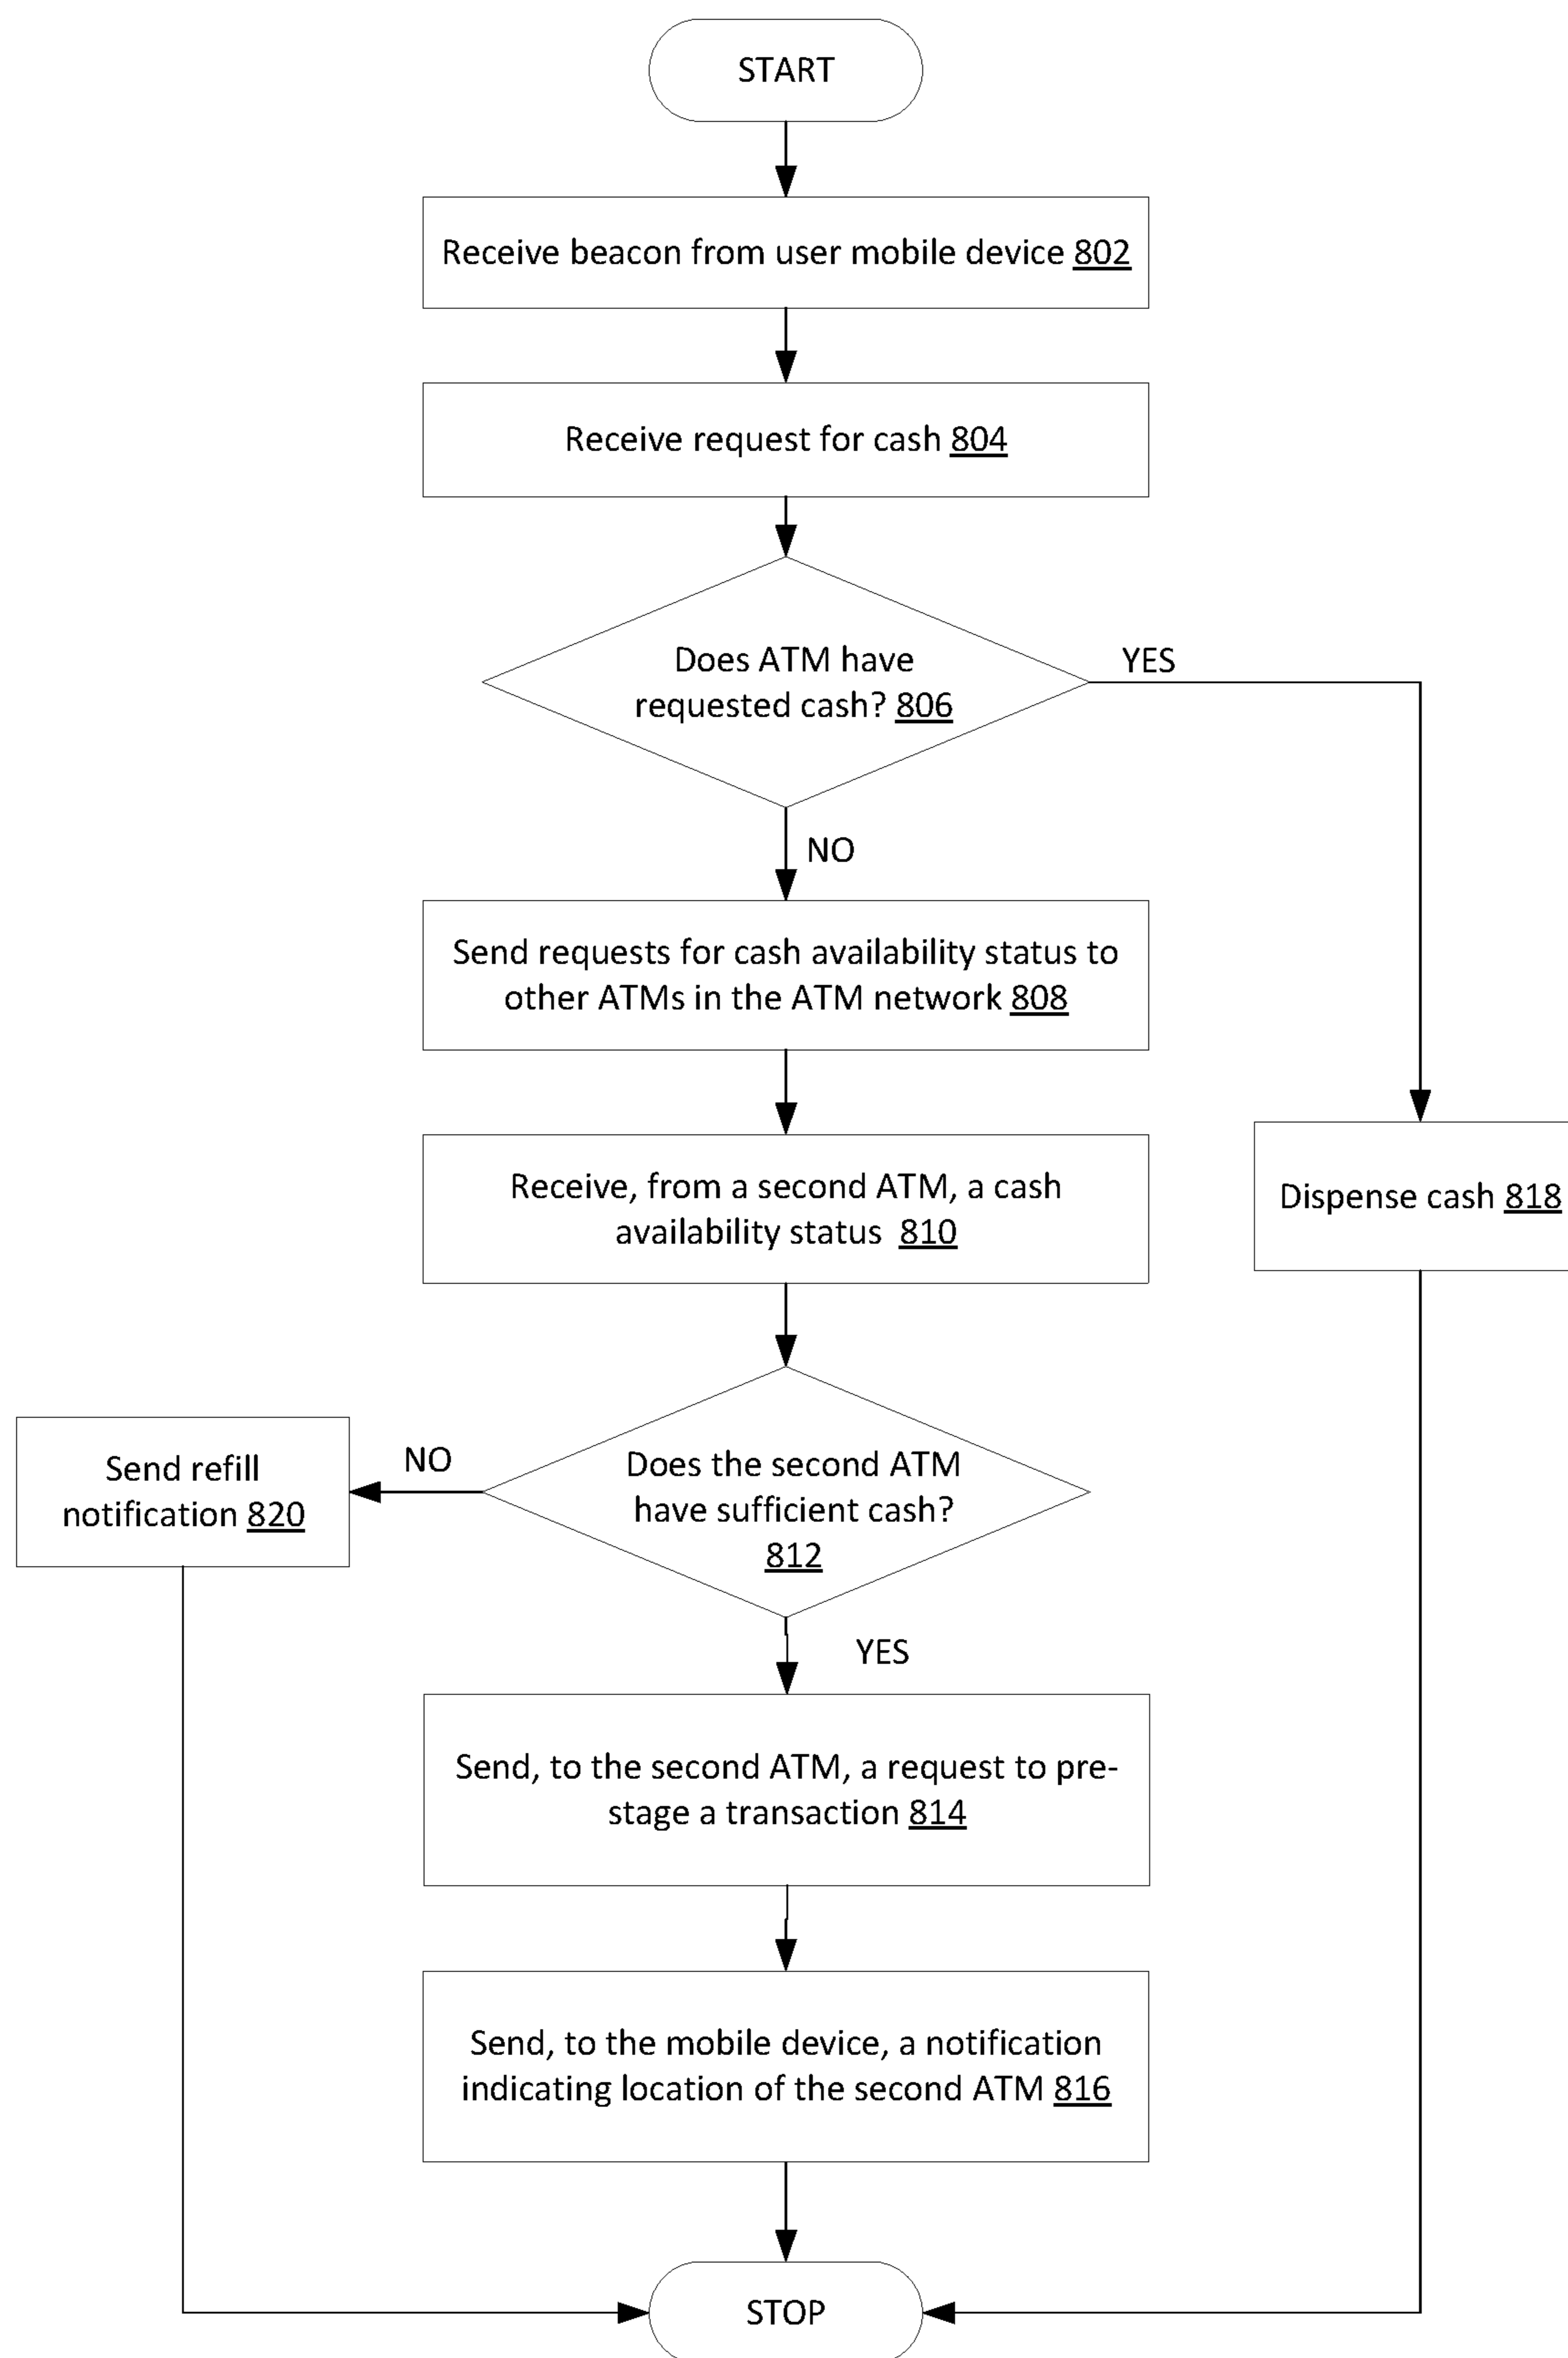 START
Receive beacon from user mobile device 802
Receive request for cash 804
Does ATM have
requested cash? 806
YES
NO
Send requests for cash availability status to
other ATMs in the ATM network 808
Receive, from a second ATM, a cash
availability status 810
Dispense cash 818
Does the second ATM
have sufficient cash?
812
NO
Send refill
notification 820
YES
Send, to the second ATM, a request to pre-
stage a transaction 814
Send, to the mobile device, a notification
indicating location of the second ATM 816
STOP